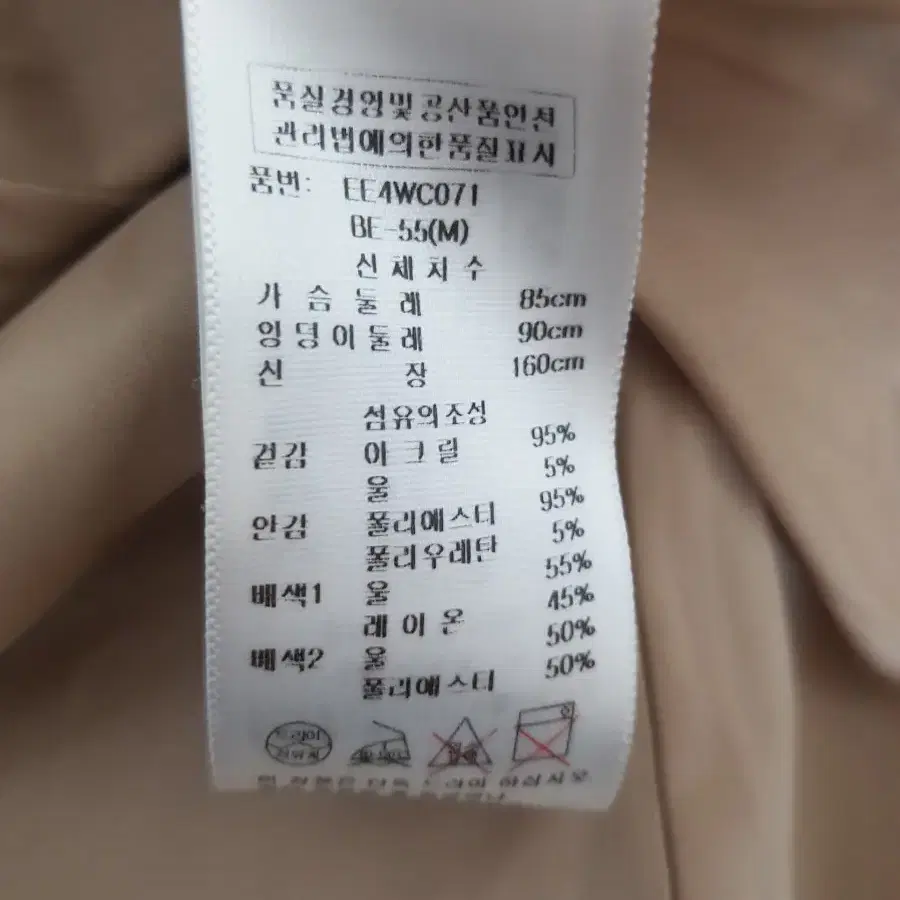 품질경영및공산품안전
관리법에의한품질표시
품번: EE4WC071
BE-55(M)
신체치수
가슴둘레 85cm
엉덩이둘레 90cm
신장 160cm
섬유의조성
겉감 아크릴 95%
울 5%
안감 폴리에스터 95%
폴리우레탄 5%
배색1 울 55%
레이온 45%
배색2 울 50%
폴리에스터 50%
드라이